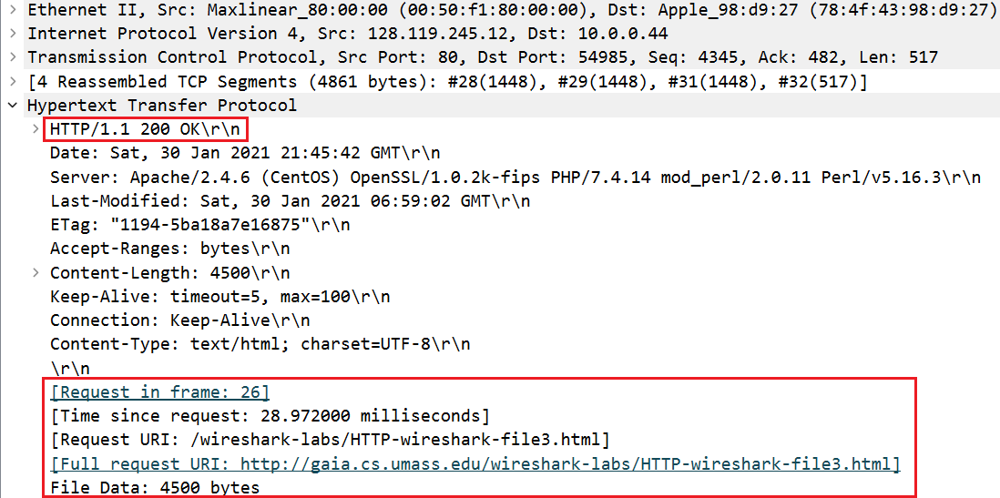 Ethernet II, Src: Maxlinear_80:00:00 (00:50:f1:80:00:00), Dst: Apple_98:d9:27 (78:4f:43:98:d9:27)
Internet Protocol Version 4, Src: 128.119.245.12, Dst: 10.0.0.44
Transmission Control Protocol, Src Port: 80, Dst Port: 54985, Seq: 4345, Ack: 482, Len: 517
[4 Reassembled TCP Segments (4861 bytes): #28(1448), #29(1448), #31(1448), #32(517)]
Hypertext Transfer Protocol
HTTP/1.1 200 OK\r\n
Date: Sat, 30 Jan 2021 21:45:42 GMT\r\n
Server: Apache/2.4.6 (CentOS) OpenSSL/1.0.2k-fips PHP/7.4.14 mod_perl/2.0.11 Perl/v5.16.3\r\n
Last-Modified: Sat, 30 Jan 2021 06:59:02 GMT\r\n
ETag: "1194-5ba18a7e16875"\r\n
Accept-Ranges: bytes\r\n
Content-Length: 4500\r\n
Keep-Alive: timeout=5, max=100\r\n
Connection: Keep-Alive\r\n
Content-Type: text/html; charset=UTF-8\r\n
\r\n
[Request in frame: 26]
[Time since request: 28.972000 milliseconds]
[Request URI: /wireshark-labs/HTTP-wireshark-file3.html]
[Full request URI: http://gaia.cs.umass.edu/wireshark-labs/HTTP-wireshark-file3.html]
File Data: 4500 bytes